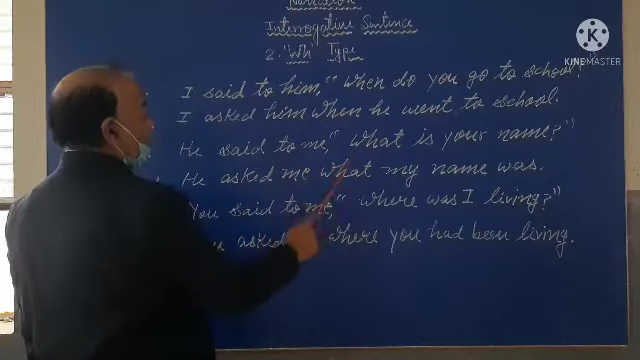 Narration
Interrogative Sentence
2. "Wh" Type
I said to him, "When do you go to eschool?
I asked him when he went to eschool.
He said to me, "What is your name?"
He asked me what my name was.
You said to me, "Where was I living?"
asked where you had been living.
KINEMASTER